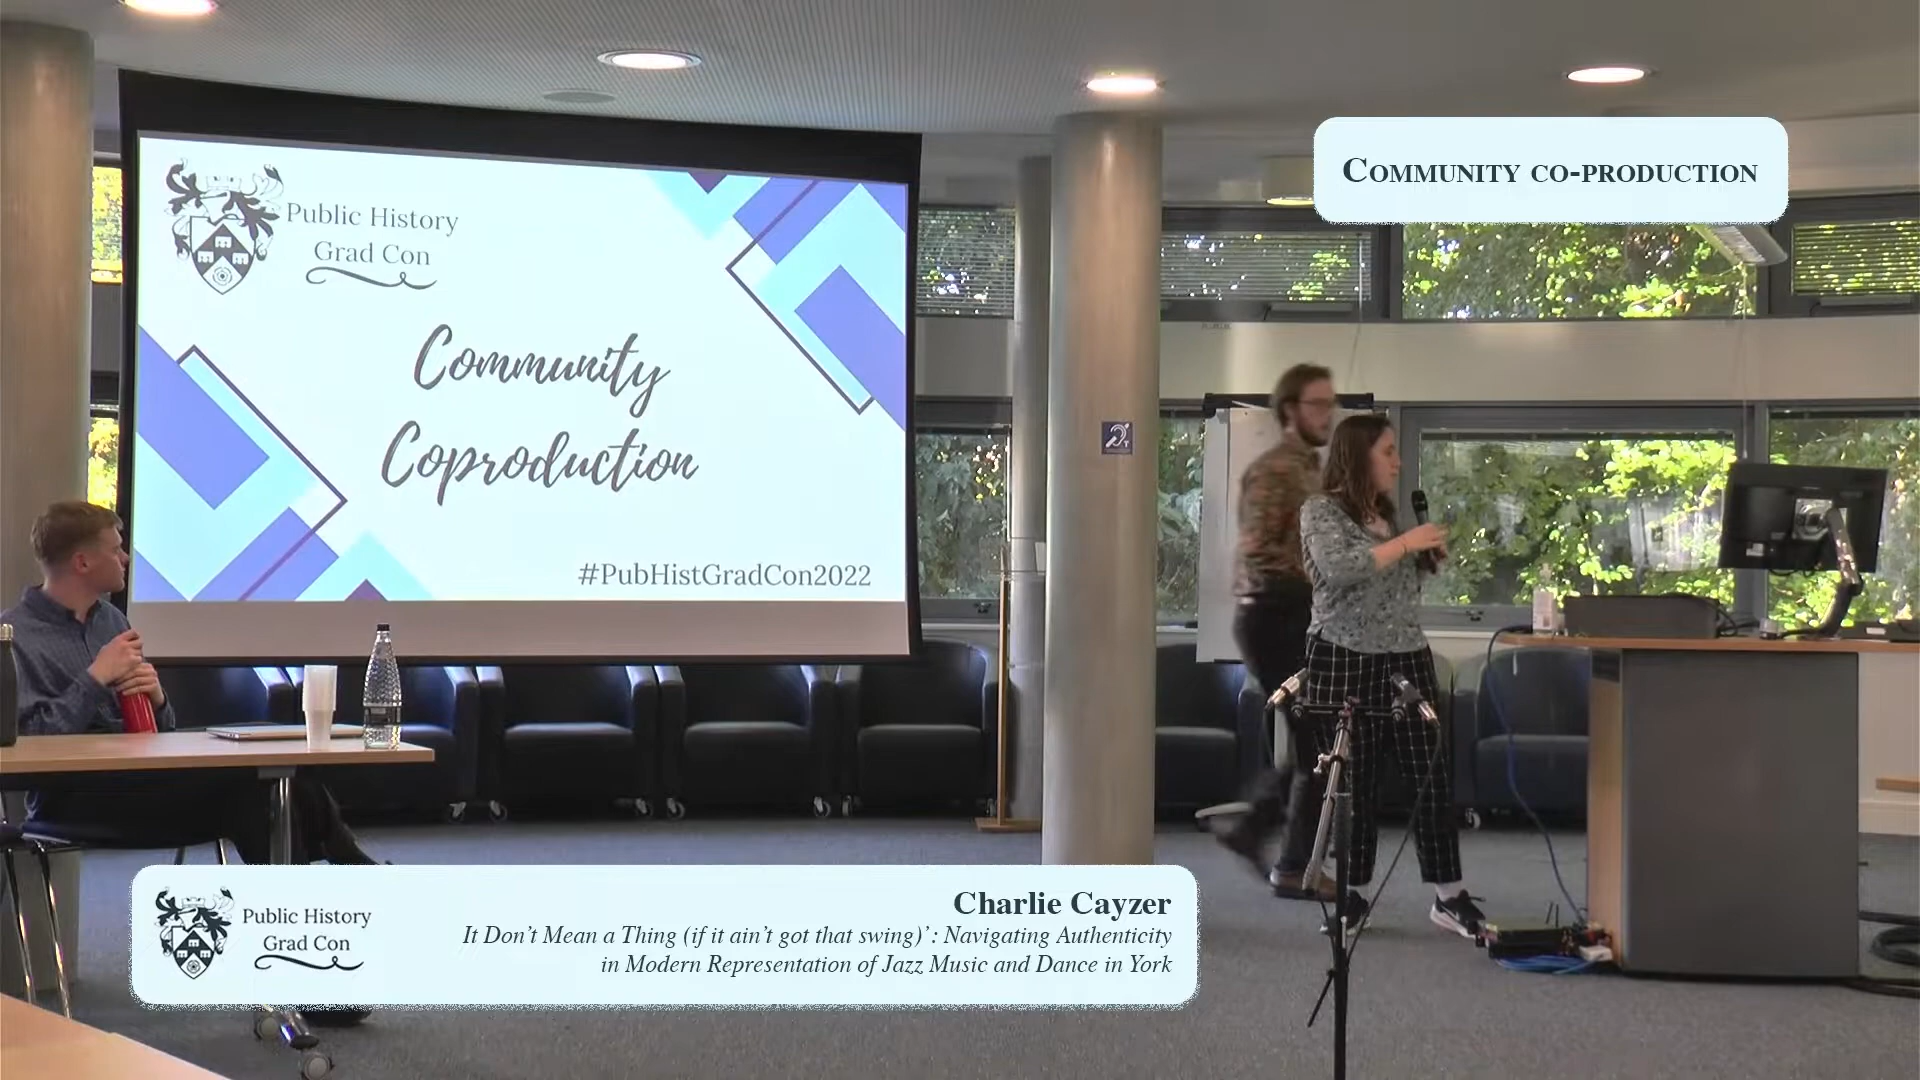 Public History
Grad Con
Community
Coproduction
#PubHistGradCon2022
Community co-production
T
Public History
Grad Con
Charlie Cayzer
It Don't Mean a Thing (if it ain't got that swing)': Navigating Authenticity
in Modern Representation of Jazz Music and Dance in York